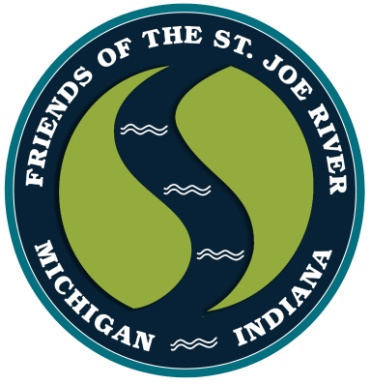 FRIENDS OF THE ST. JOE RIVER
MICHIGAN
INDIANA